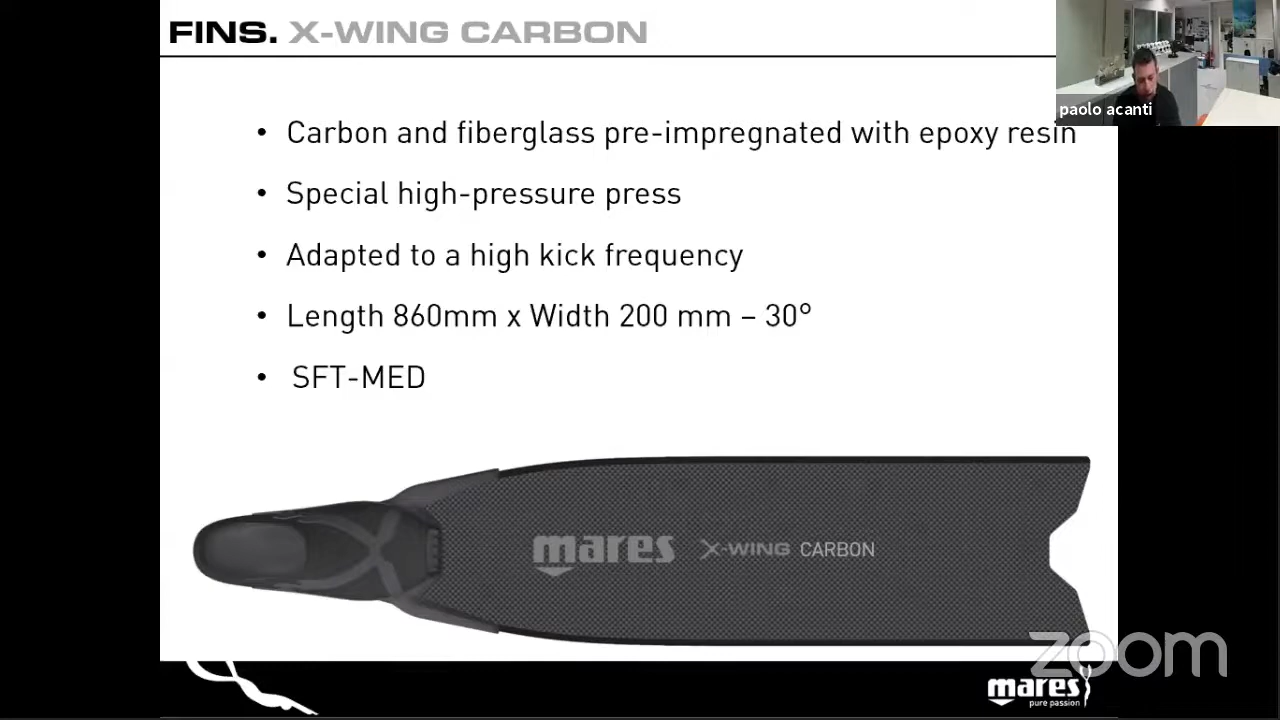 FINS. X-WING CARBON
paolo acanti
• Carbon and fiberglass pre-impregnated with epoxy resin
• Special high-pressure press
• Adapted to a high kick frequency
• Length 860mm x Width 200 mm – 30°
• SFT-MED
mares X-WING CARBON
zoom
mares
pure passion